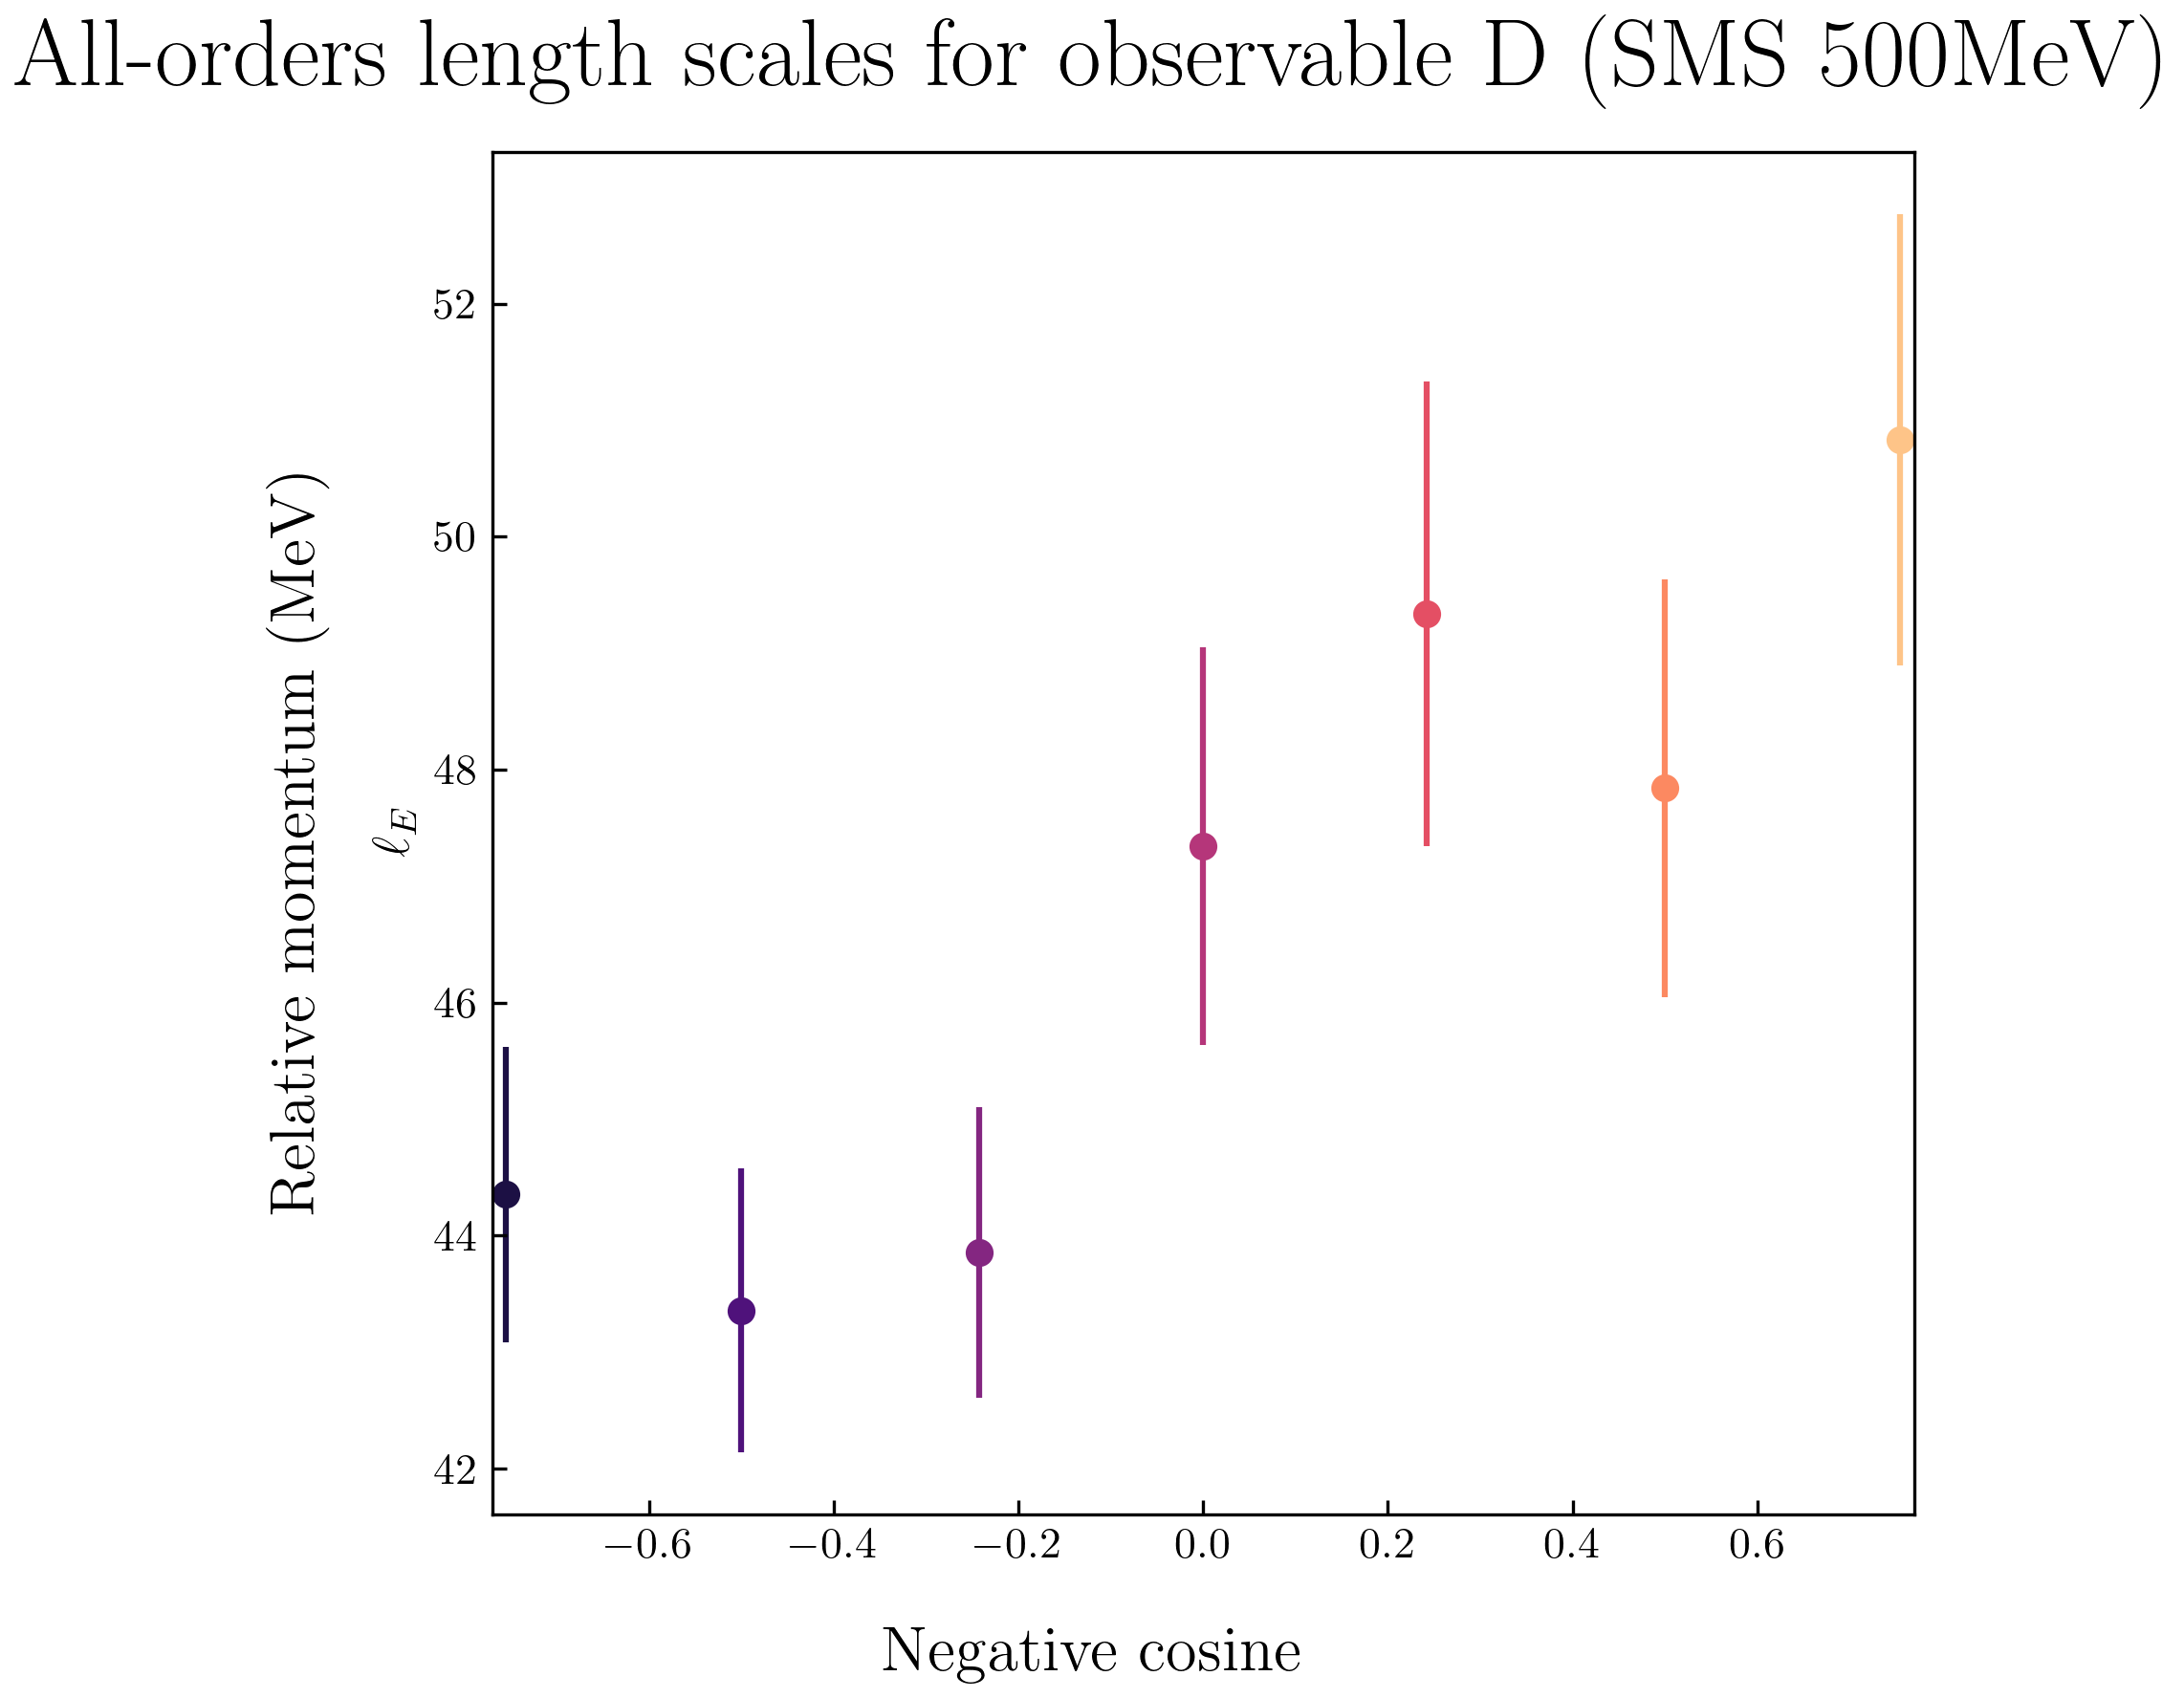 All-orders length scales for observable D (SMS 500MeV)
Relative momentum (MeV)
ℓ_E
52
50
48
46
44
42
−0.6 −0.4 −0.2 0.0 0.2 0.4 0.6
Negative cosine